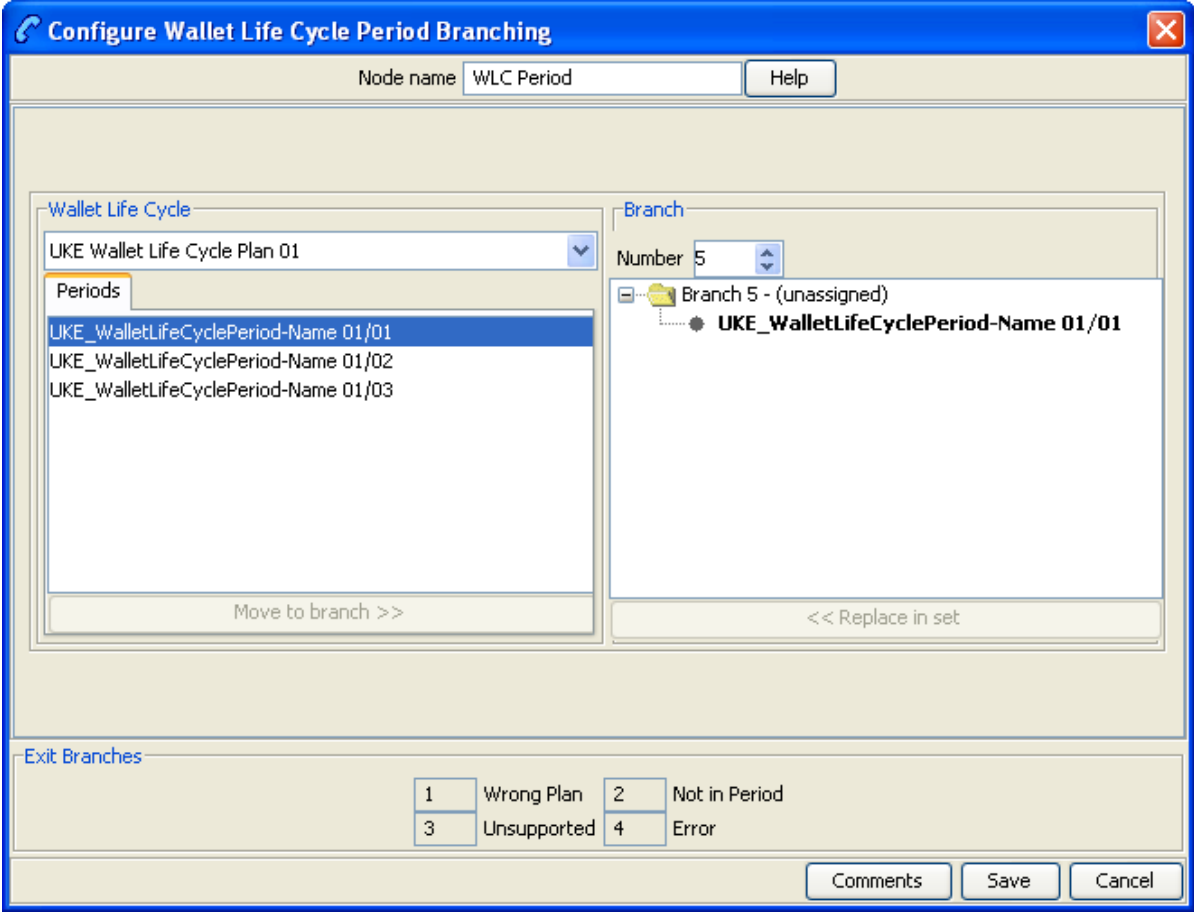 Configure Wallet Life Cycle Period Branching
Node name WLC Period Help
Wallet Life Cycle
UKE Wallet Life Cycle Plan 01
Periods
UKE_WalletLifeCyclePeriod-Name 01/01
UKE_WalletLifeCyclePeriod-Name 01/02
UKE_WalletLifeCyclePeriod-Name 01/03
Move to branch >>
Branch
Number 5
Branch 5 - (unassigned)
UKE_WalletLifeCyclePeriod-Name 01/01
<< Replace in set
Exit Branches
1 Wrong Plan 2 Not in Period
3 Unsupported 4 Error
Comments Save Cancel